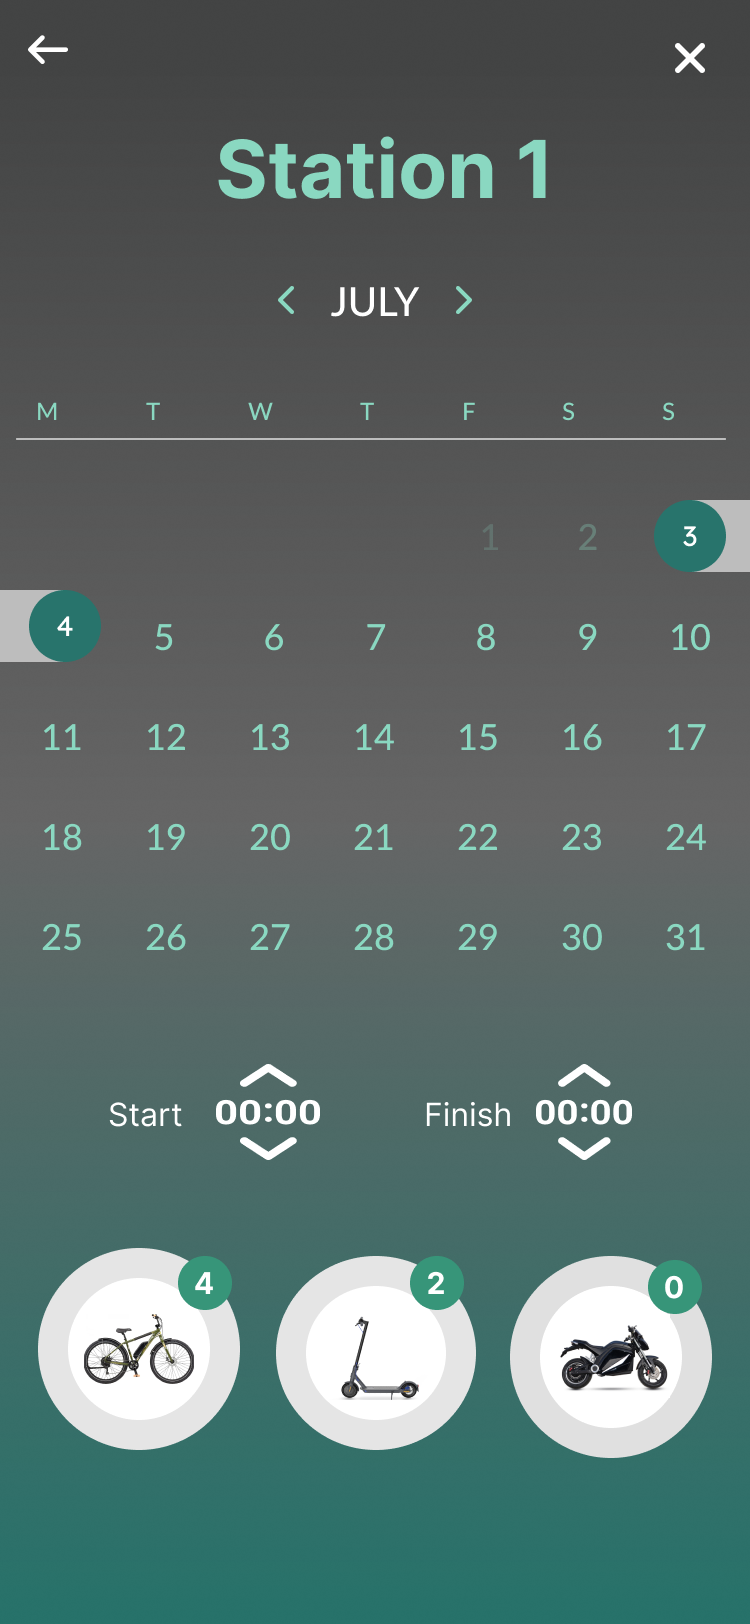 Station 1
JULY
M T W T F S S
1 2 3
4 5 6 7 8 9 10
11 12 13 14 15 16 17
18 19 20 21 22 23 24
25 26 27 28 29 30 31
Start 00:00 Finish 00:00
4 2 0